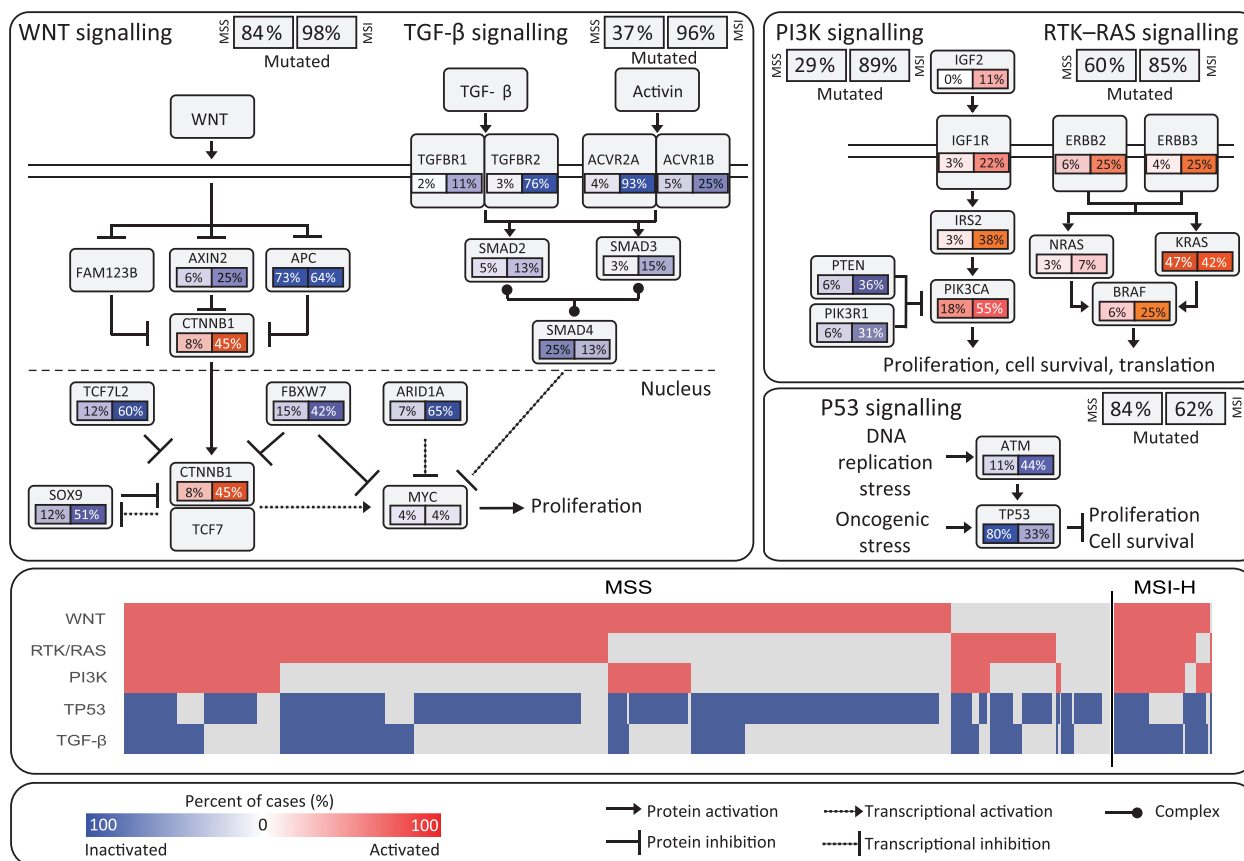 WNT signalling
MSS
84%
98%
MSI
Mutated
TGF-β signalling
MSS
37%
96%
MSI
Mutated
TGF- β
Activin
WNT
TGFBR1
2%
11%
TGFBR2
3%
76%
ACVR2A
4%
93%
ACVR1B
5%
25%
FAM123B
AXIN2
6%
25%
APC
73%
64%
SMAD2
5%
13%
SMAD3
3%
15%
CTNNB1
8%
45%
SMAD4
25%
13%
Nucleus
TCF7L2
12%
60%
FBXW7
15%
42%
ARID1A
7%
65%
SOX9
12%
51%
CTNNB1
8%
45%
TCF7
MYC
4%
4%
Proliferation
PI3K signalling
MSS
29%
89%
MSI
Mutated
RTK–RAS signalling
MSS
60%
85%
MSI
Mutated
IGF2
0%
11%
IGF1R
3%
22%
ERBB2
6%
25%
ERBB3
4%
25%
IRS2
3%
38%
NRAS
3%
7%
KRAS
47%
42%
PTEN
6%
36%
PIK3R1
6%
31%
PIK3CA
18%
55%
BRAF
6%
25%
Proliferation, cell survival, translation
P53 signalling
MSS
84%
62%
MSI
Mutated
DNA
replication
stress
ATM
11%
44%
Oncogenic
stress
TP53
80%
33%
Proliferation
Cell survival
MSS
MSI-H
WNT
RTK/RAS
PI3K
TP53
TGF-β
Percent of cases (%)
100
0
100
Inactivated
Activated
Protein activation
Transcriptional activation
Complex
Protein inhibition
Transcriptional inhibition